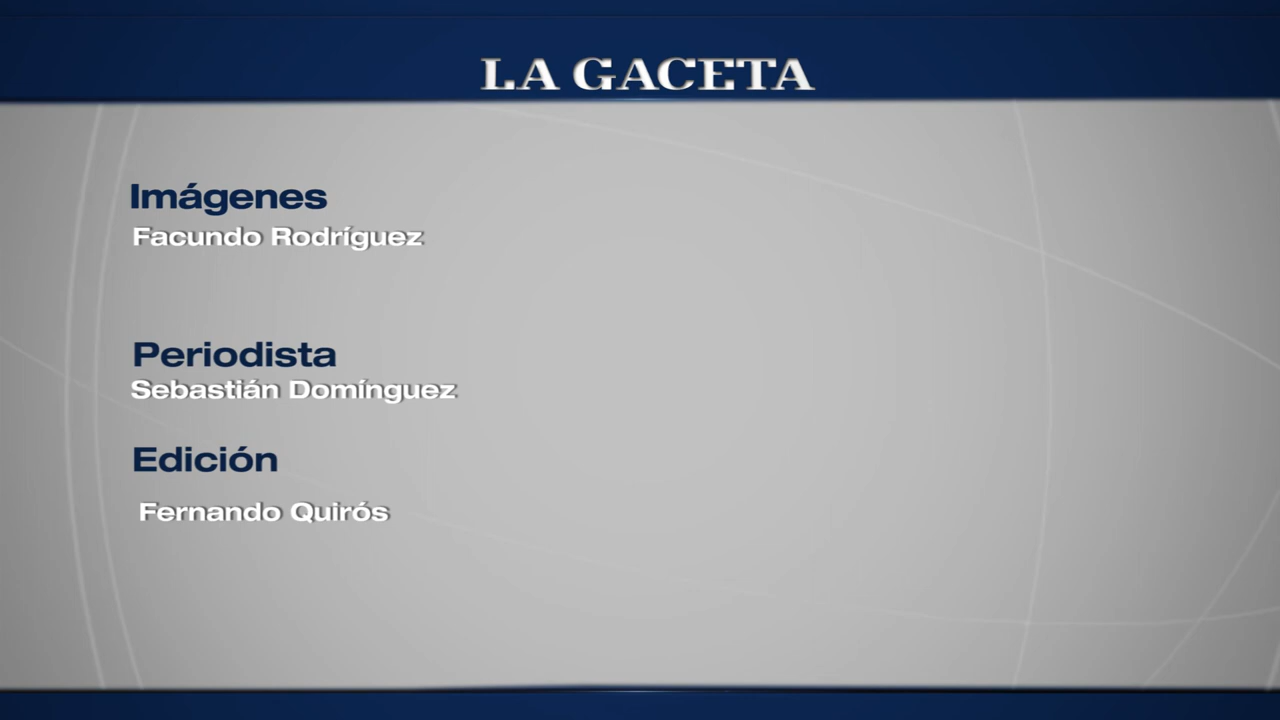 LA GACETA
Imágenes
Facundo Rodríguez
Periodista
Sebastián Domínguez
Edición
Fernando Quirós